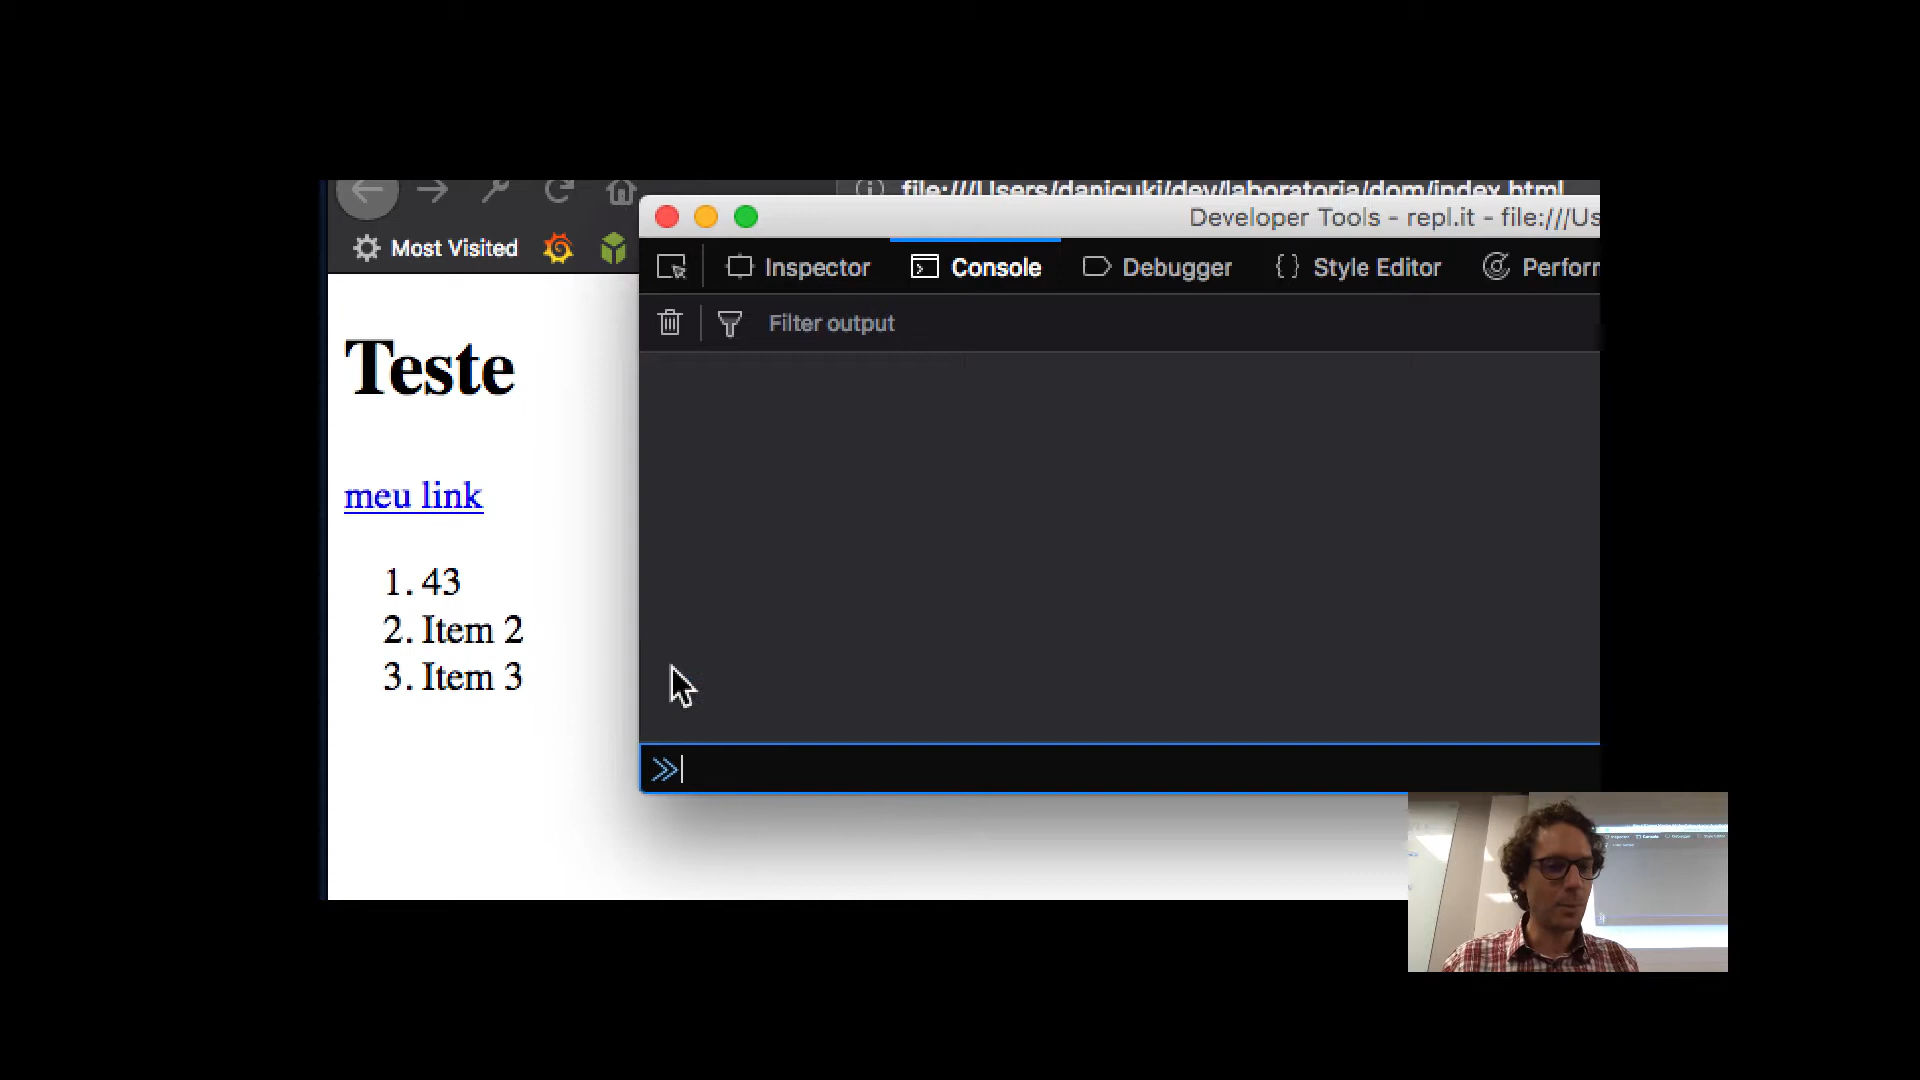 file:///Users/danicuki/dev/laboratoria/dom/index.html
Developer Tools - repl.it - file:///Us
Most Visited
Inspector
Console
Debugger
{ } Style Editor
Perforr
Filter output
Teste
meu link
1. 43
2. Item 2
3. Item 3